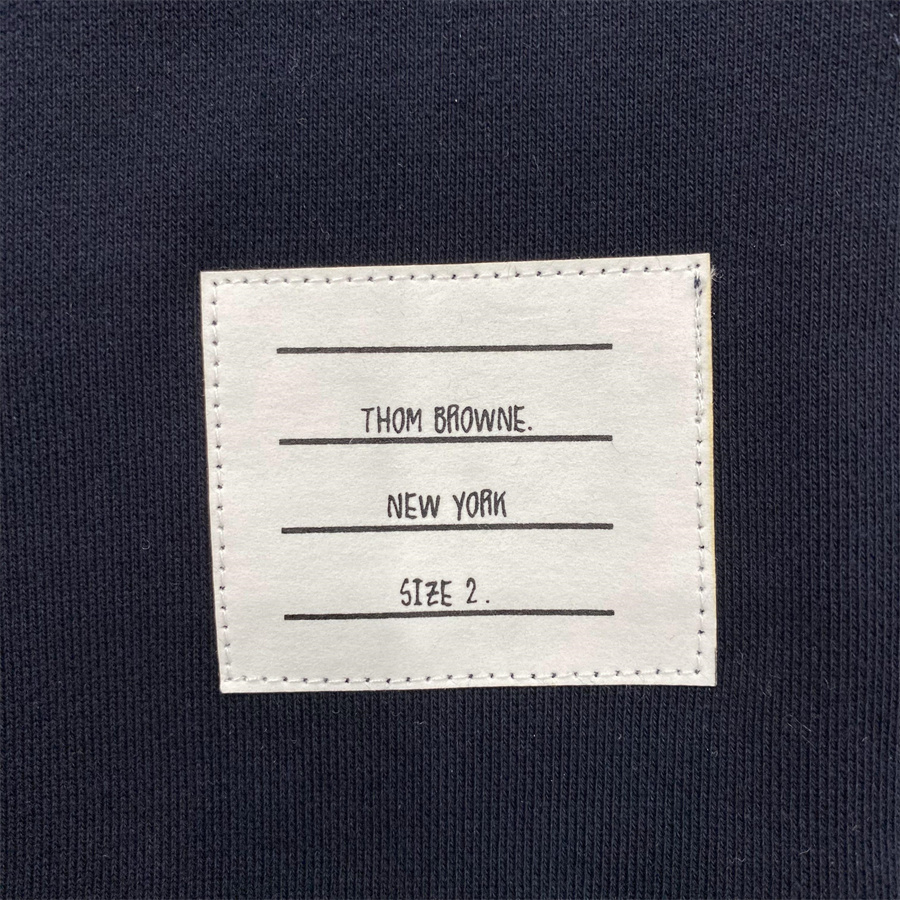 THOM BROWNE.
NEW YORK
SIZE 2.